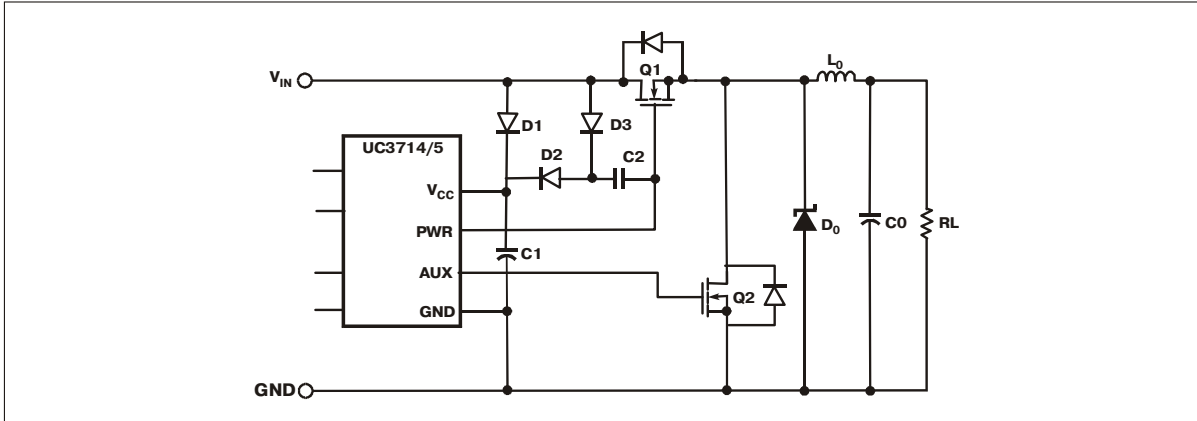 Q1
L0
VIN
D1
D3
UC3714/5
D2
C2
VCC
PWR
C1
D0
C0
RL
AUX
Q2
GND
GND